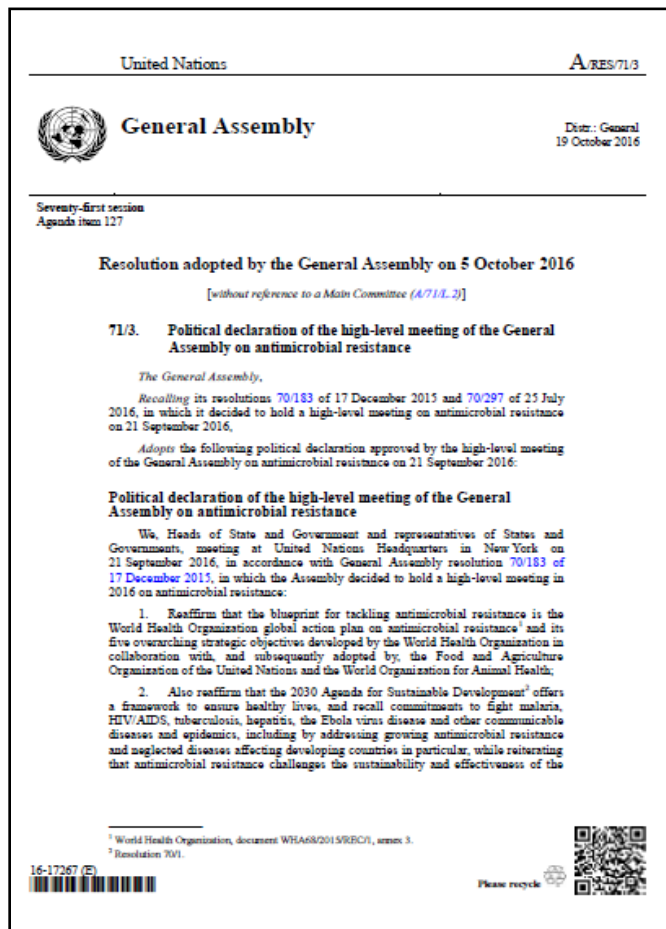 United Nations A/RES/71/3
General Assembly
Distr.: General
19 October 2016
Seventy-first session
Agenda item 127
Resolution adopted by the General Assembly on 5 October 2016
[without reference to a Main Committee (A/71/L.2)]
71/3. Political declaration of the high-level meeting of the General
Assembly on antimicrobial resistance
The General Assembly,
Recalling its resolutions 70/183 of 17 December 2015 and 70/297 of 25 July
2016, in which it decided to hold a high-level meeting on antimicrobial resistance
on 21 September 2016,
Adopts the following political declaration approved by the high-level meeting
of the General Assembly on antimicrobial resistance on 21 September 2016:
Political declaration of the high-level meeting of the General
Assembly on antimicrobial resistance
We, Heads of State and Government and representatives of States and
Governments, meeting at United Nations Headquarters in New York on
21 September 2016, in accordance with General Assembly resolution 70/183 of
17 December 2015, in which the Assembly decided to hold a high-level meeting in
2016 on antimicrobial resistance:
1. Reaffirm that the blueprint for tackling antimicrobial resistance is the
World Health Organization global action plan on antimicrobial resistance¹ and its
five overarching strategic objectives developed by the World Health Organization in
collaboration with, and subsequently adopted by, the Food and Agriculture
Organization of the United Nations and the World Organization for Animal Health;
2. Also reaffirm that the 2030 Agenda for Sustainable Development² offers
a framework to ensure healthy lives, and recall commitments to fight malaria,
HIV/AIDS, tuberculosis, hepatitis, the Ebola virus disease and other communicable
diseases and epidemics, including by addressing growing antimicrobial resistance
and neglected diseases affecting developing countries in particular, while reiterating
that antimicrobial resistance challenges the sustainability and effectiveness of the
¹ World Health Organization, document WHA68/2015/REC/1, annex 3.
² Resolution 70/1.
16-17267 (E)
Please recycle